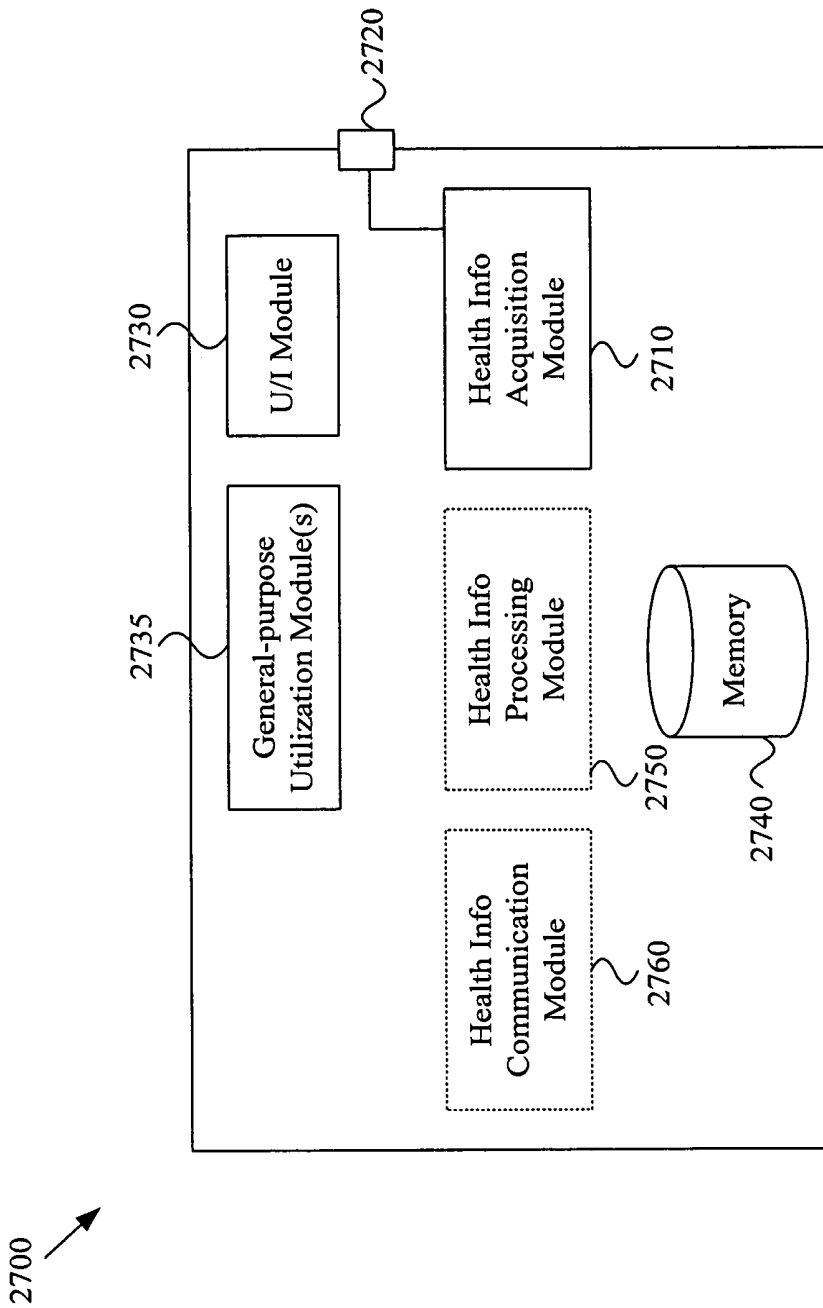 2700
2735
2730
2720
General-purpose
Utilization Module(s)
U/I Module
Health Info
Communication
Module
Health Info
Processing
Module
Health Info
Acquisition
Module
2760
2750
2710
Memory
2740